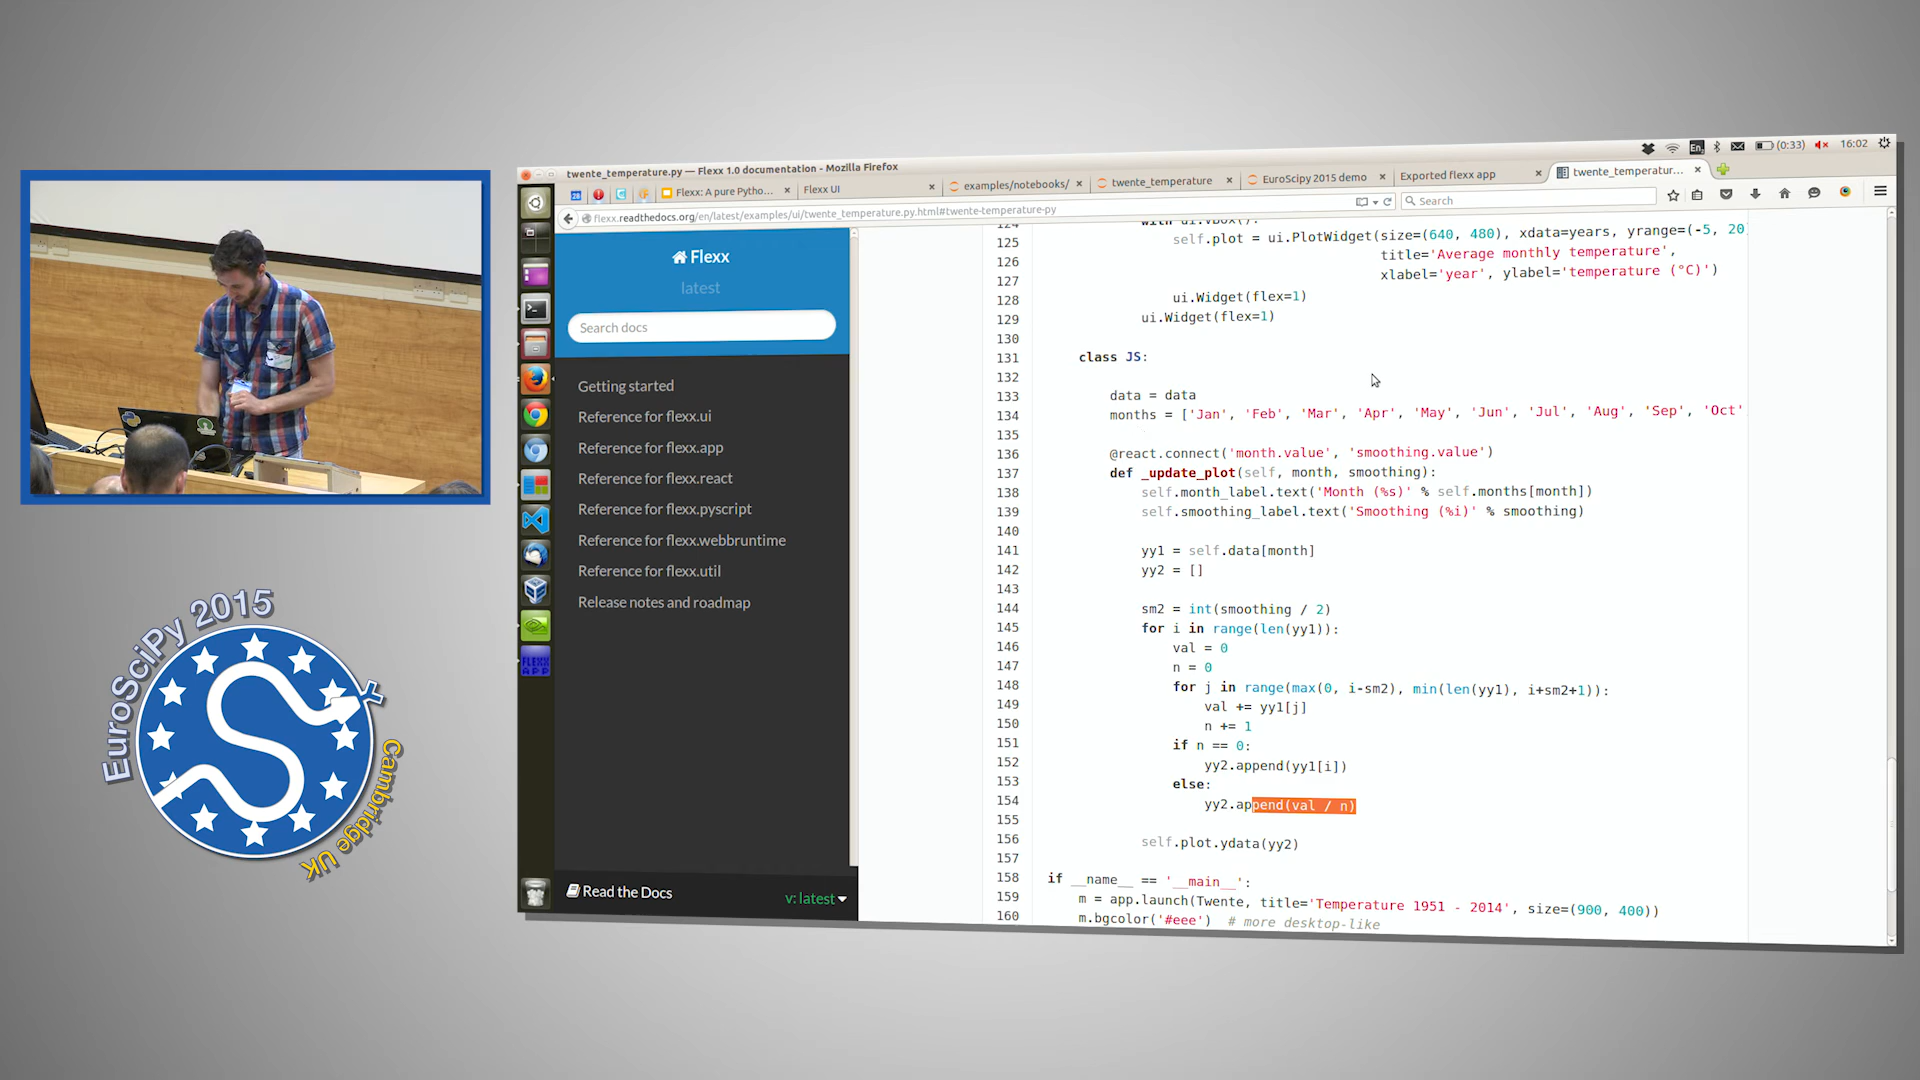 twente_temperature.py — Flexx 1.0 documentation - Mozilla Firefox
En (0:33) 16:02
Flexx: A pure Pytho...
Flexx UI
examples/notebooks/
twente_temperature
EuroScipy 2015 demo
Exported flexx app
twente_temperatur...
flexx.readthedocs.org/en/latest/examples/ui/twente_temperature.py.html#twente-temperature-py
Search
Flexx
latest
Search docs
Getting started
Reference for flexx.ui
Reference for flexx.app
Reference for flexx.react
Reference for flexx.pyscript
Reference for flexx.webbruntime
Reference for flexx.util
Release notes and roadmap
Read the Docs
v: latest
FLEXX
APP
124 with ui.VBox():
125 self.plot = ui.PlotWidget(size=(640, 480), xdata=years, yrange=(-5, 20
126 title='Average monthly temperature',
127 xlabel='year', ylabel='temperature (°C)')
128 ui.Widget(flex=1)
129 ui.Widget(flex=1)
130
131 class JS:
132
133 data = data
134 months = ['Jan', 'Feb', 'Mar', 'Apr', 'May', 'Jun', 'Jul', 'Aug', 'Sep', 'Oct'
135
136 @react.connect('month.value', 'smoothing.value')
137 def _update_plot(self, month, smoothing):
138 self.month_label.text('Month (%s)' % self.months[month])
139 self.smoothing_label.text('Smoothing (%i)' % smoothing)
140
141 yy1 = self.data[month]
142 yy2 = []
143
144 sm2 = int(smoothing / 2)
145 for i in range(len(yy1)):
146 val = 0
147 n = 0
148 for j in range(max(0, i-sm2), min(len(yy1), i+sm2+1)):
149 val += yy1[j]
150 n += 1
151 if n == 0:
152 yy2.append(yy1[i])
153 else:
154 yy2.append(val / n)
155
156 self.plot.ydata(yy2)
157
158 if __name__ == '__main__':
159 m = app.launch(Twente, title='Temperature 1951 - 2014', size=(900, 400))
160 m.bgcolor('#eee') # more desktop-like
EuroSciPy 2015
Cambridge UK